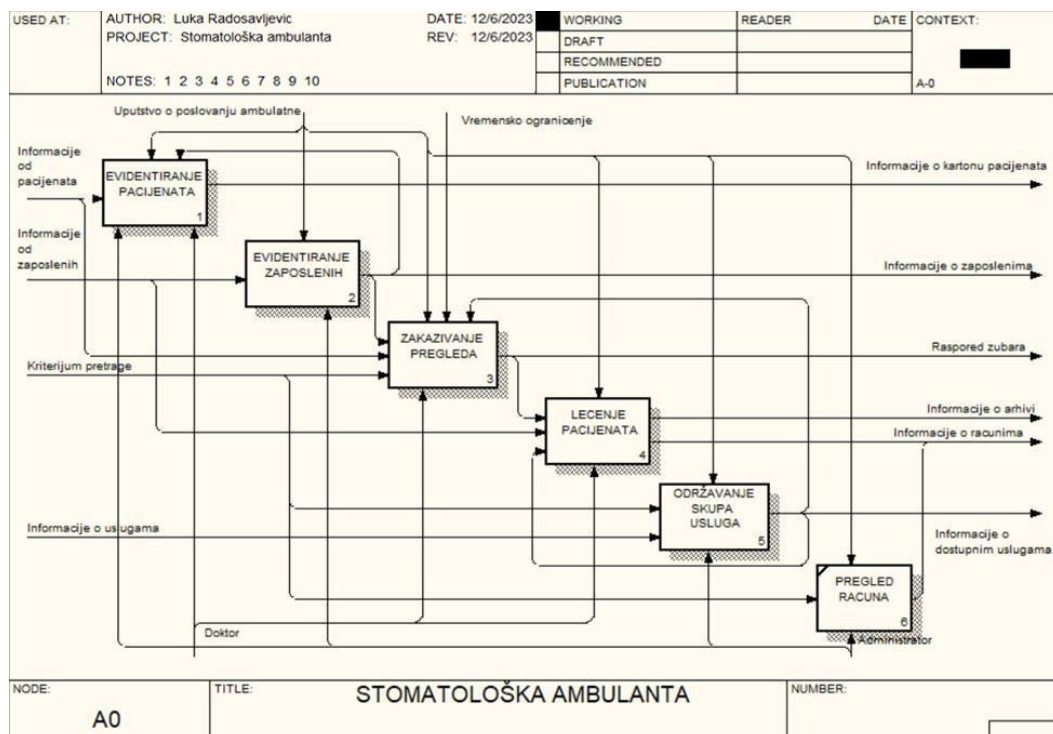 USED AT:
AUTHOR: Luka Radosavljevic
DATE: 12/6/2023
WORKING
READER
DATE
CONTEXT:
PROJECT: Stomatološka ambulanta
REV: 12/6/2023
DRAFT
RECOMMENDED
NOTES: 1 2 3 4 5 6 7 8 9 10
PUBLICATION
A-0
Uputstvo o poslovanju ambulatne
Vremensko ogranicenje
Informacije
od
pacijenata
EVIDENTIRANJE
PACIJENATA
1
Informacije o kartonu pacijenata
Informacije
od
zaposlenih
EVIDENTIRANJE
ZAPOSLENIH
2
Informacije o zaposlenima
ZAKAZIVANJE
PREGLEDA
3
Raspored zubara
Kriterijum pretrage
LECENJE
PACIJENATA
4
Informacije o arhivi
Informacije o racunima
ODRŽAVANJE
SKUPA
USLUGA
5
Informacije o uslugama
Informacije o
dostupnim uslugama
PREGLED
RACUNA
6
Doktor
Administrator
NODE:
TITLE:
STOMATOLOŠKA AMBULANTA
NUMBER:
A0